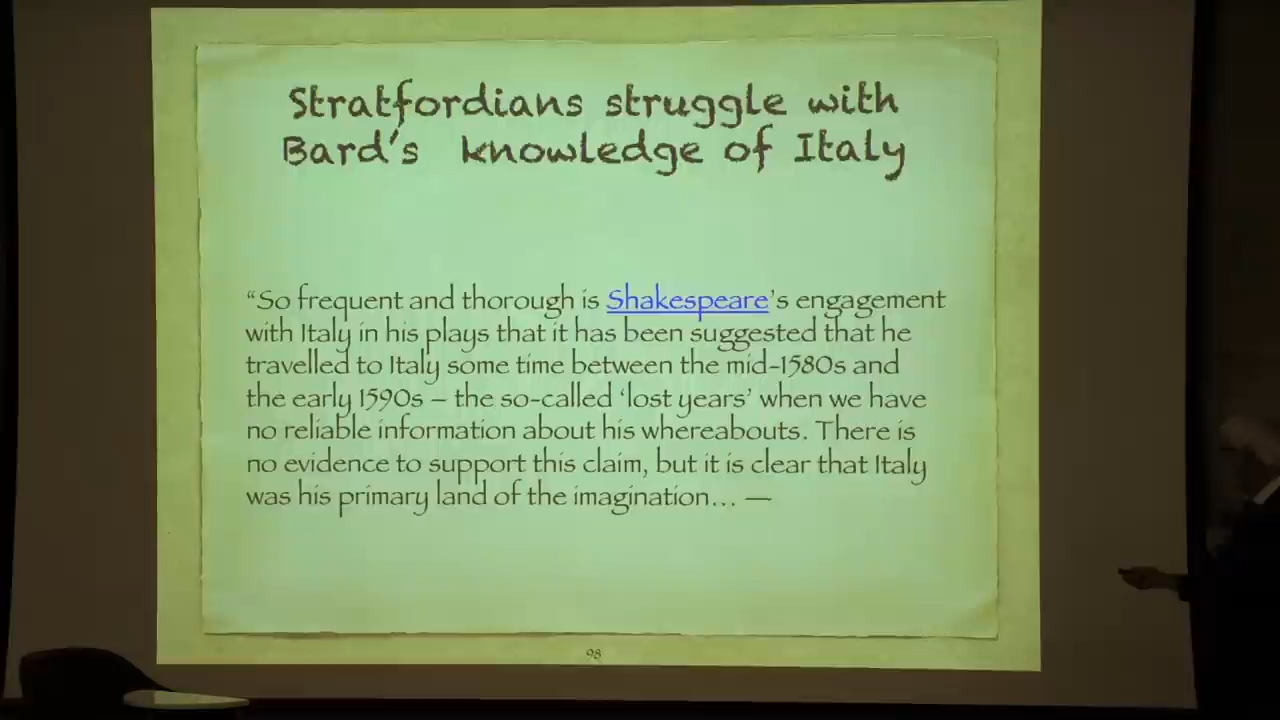 Stratfordians struggle with
Bard's knowledge of Italy
“So frequent and thorough is Shakespeare’s engagement
with Italy in his plays that it has been suggested that he
travelled to Italy some time between the mid-1580s and
the early 1590s – the so-called ‘lost years’ when we have
no reliable information about his whereabouts. There is
no evidence to support this claim, but it is clear that Italy
was his primary land of the imagination… —
98